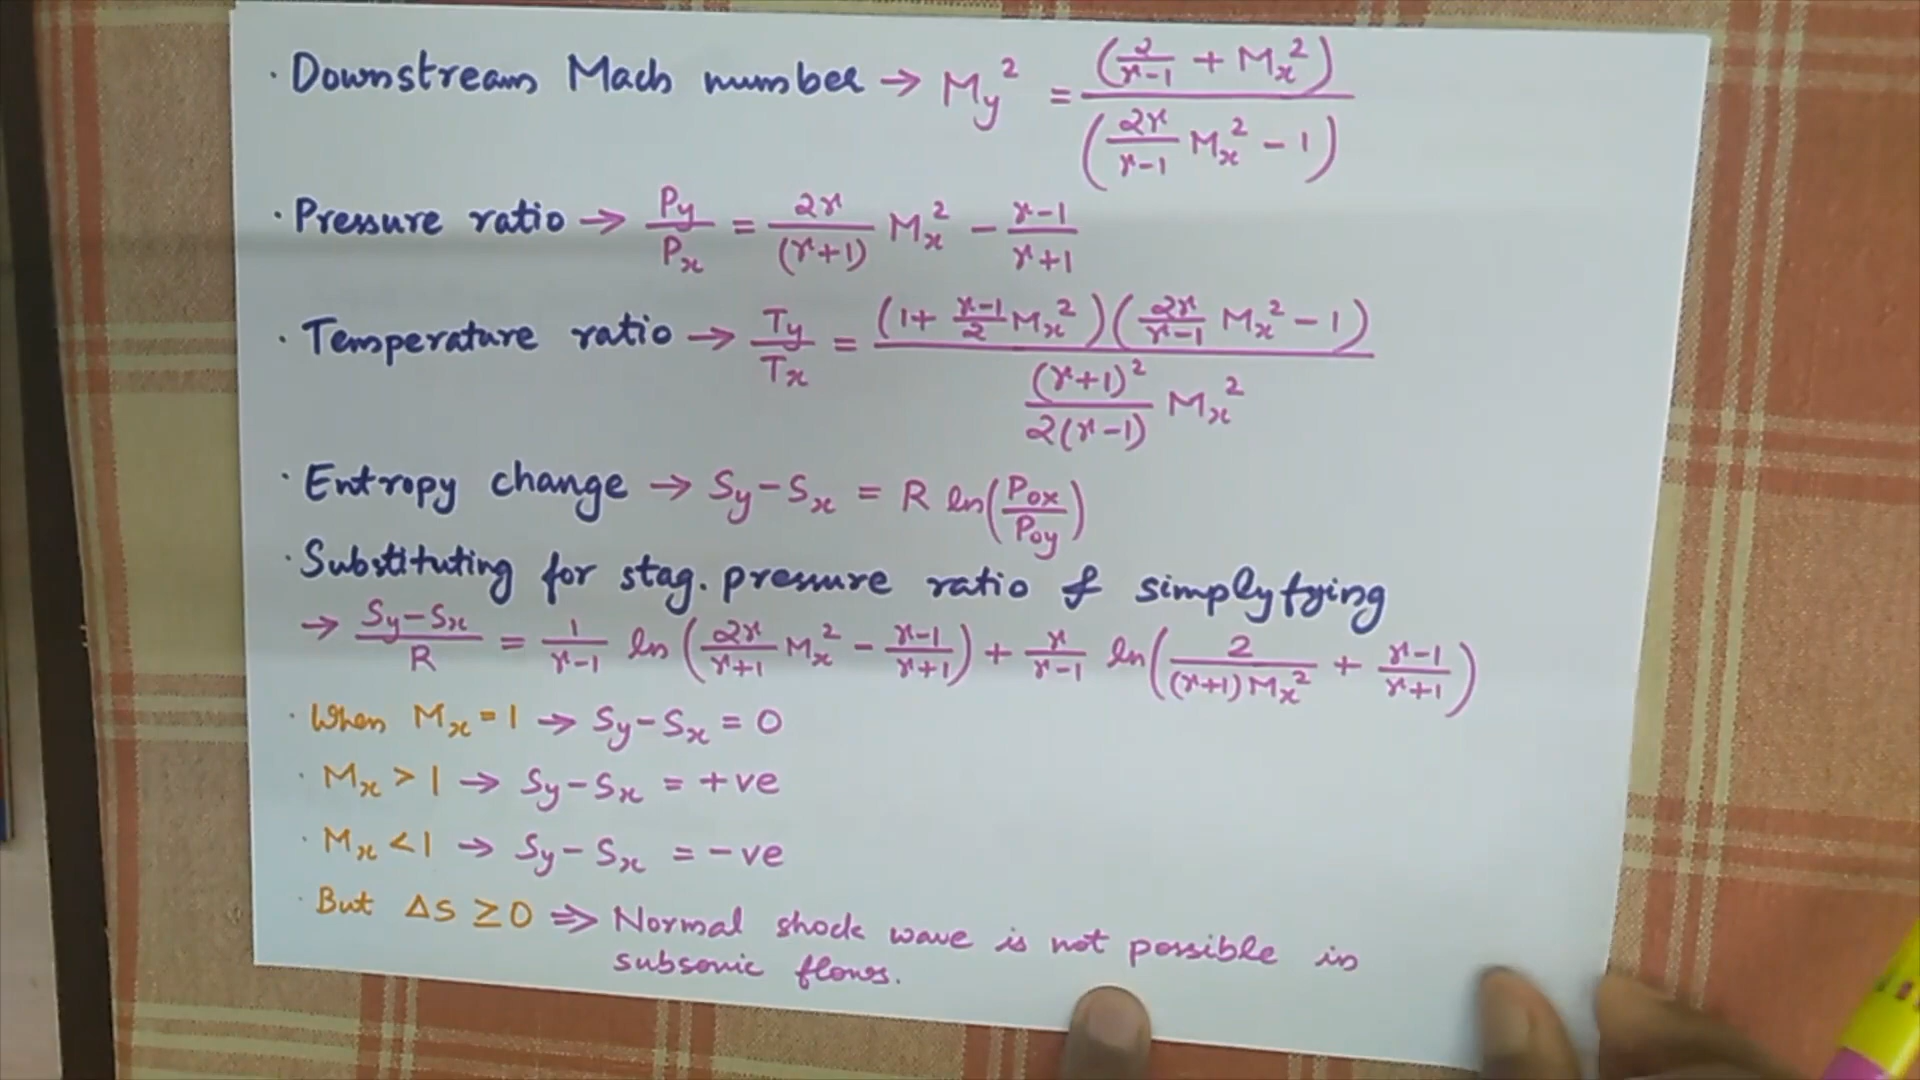 · Downstream Mach number → My² = (2/(γ-1) + Mx²) / (2γ/(γ-1) Mx² - 1)
· Pressure ratio → Py/Px = 2γ/(γ+1) Mx² - (γ-1)/(γ+1)
· Temperature ratio → Ty/Tx = (1 + (γ-1)/2 Mx²)(2γ/(γ-1) Mx² - 1) / ((γ+1)²/(2(γ-1)) Mx²)
· Entropy change → Sy-Sx = R ln(Pox/Poy)
· Substituting for stag. pressure ratio & simplyfying
→ (Sy-Sx)/R = 1/(γ-1) ln(2γ/(γ+1) Mx² - (γ-1)/(γ+1)) + γ/(γ-1) ln(2/((γ+1)Mx²) + (γ-1)/(γ+1))
· When Mx = 1 → Sy-Sx = 0
· Mx > 1 → Sy-Sx = +ve
· Mx < 1 → Sy-Sx = -ve
· But ΔS ≥ 0 ⇒ Normal shock wave is not possible in
subsonic flows.